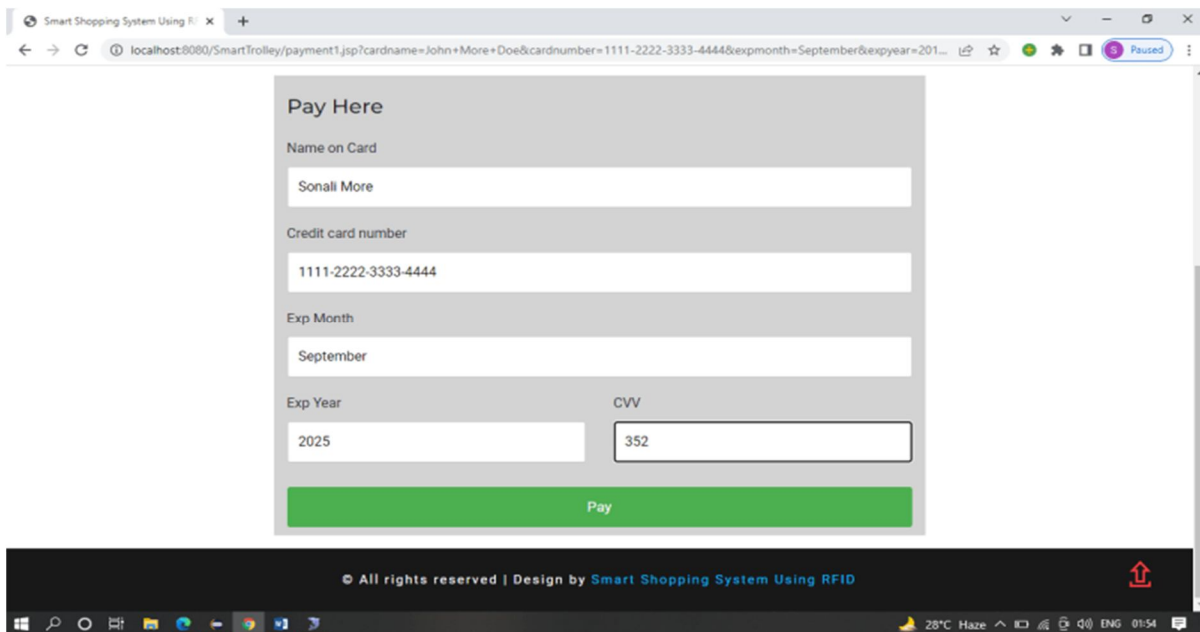 Smart Shopping System Using R
localhost:8080/SmartTrolley/payment1.jsp?cardname=John+More+Doe&cardnumber=1111-2222-3333-4444&expmonth=September&expyear=201...
S Paused
Pay Here
Name on Card
Sonali More
Credit card number
1111-2222-3333-4444
Exp Month
September
Exp Year CVV
2025 352
Pay
© All rights reserved | Design by Smart Shopping System Using RFID
28°C Haze ENG 01:54